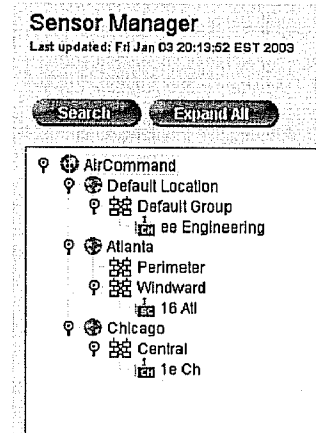 Sensor Manager
Last updated: Fri Jan 03 20:13:52 EST 2003
Search Expand All
AirCommand
Default Location
Default Group
ee Engineering
Atlanta
Perimeter
Windward
16 Atl
Chicago
Central
1e Ch